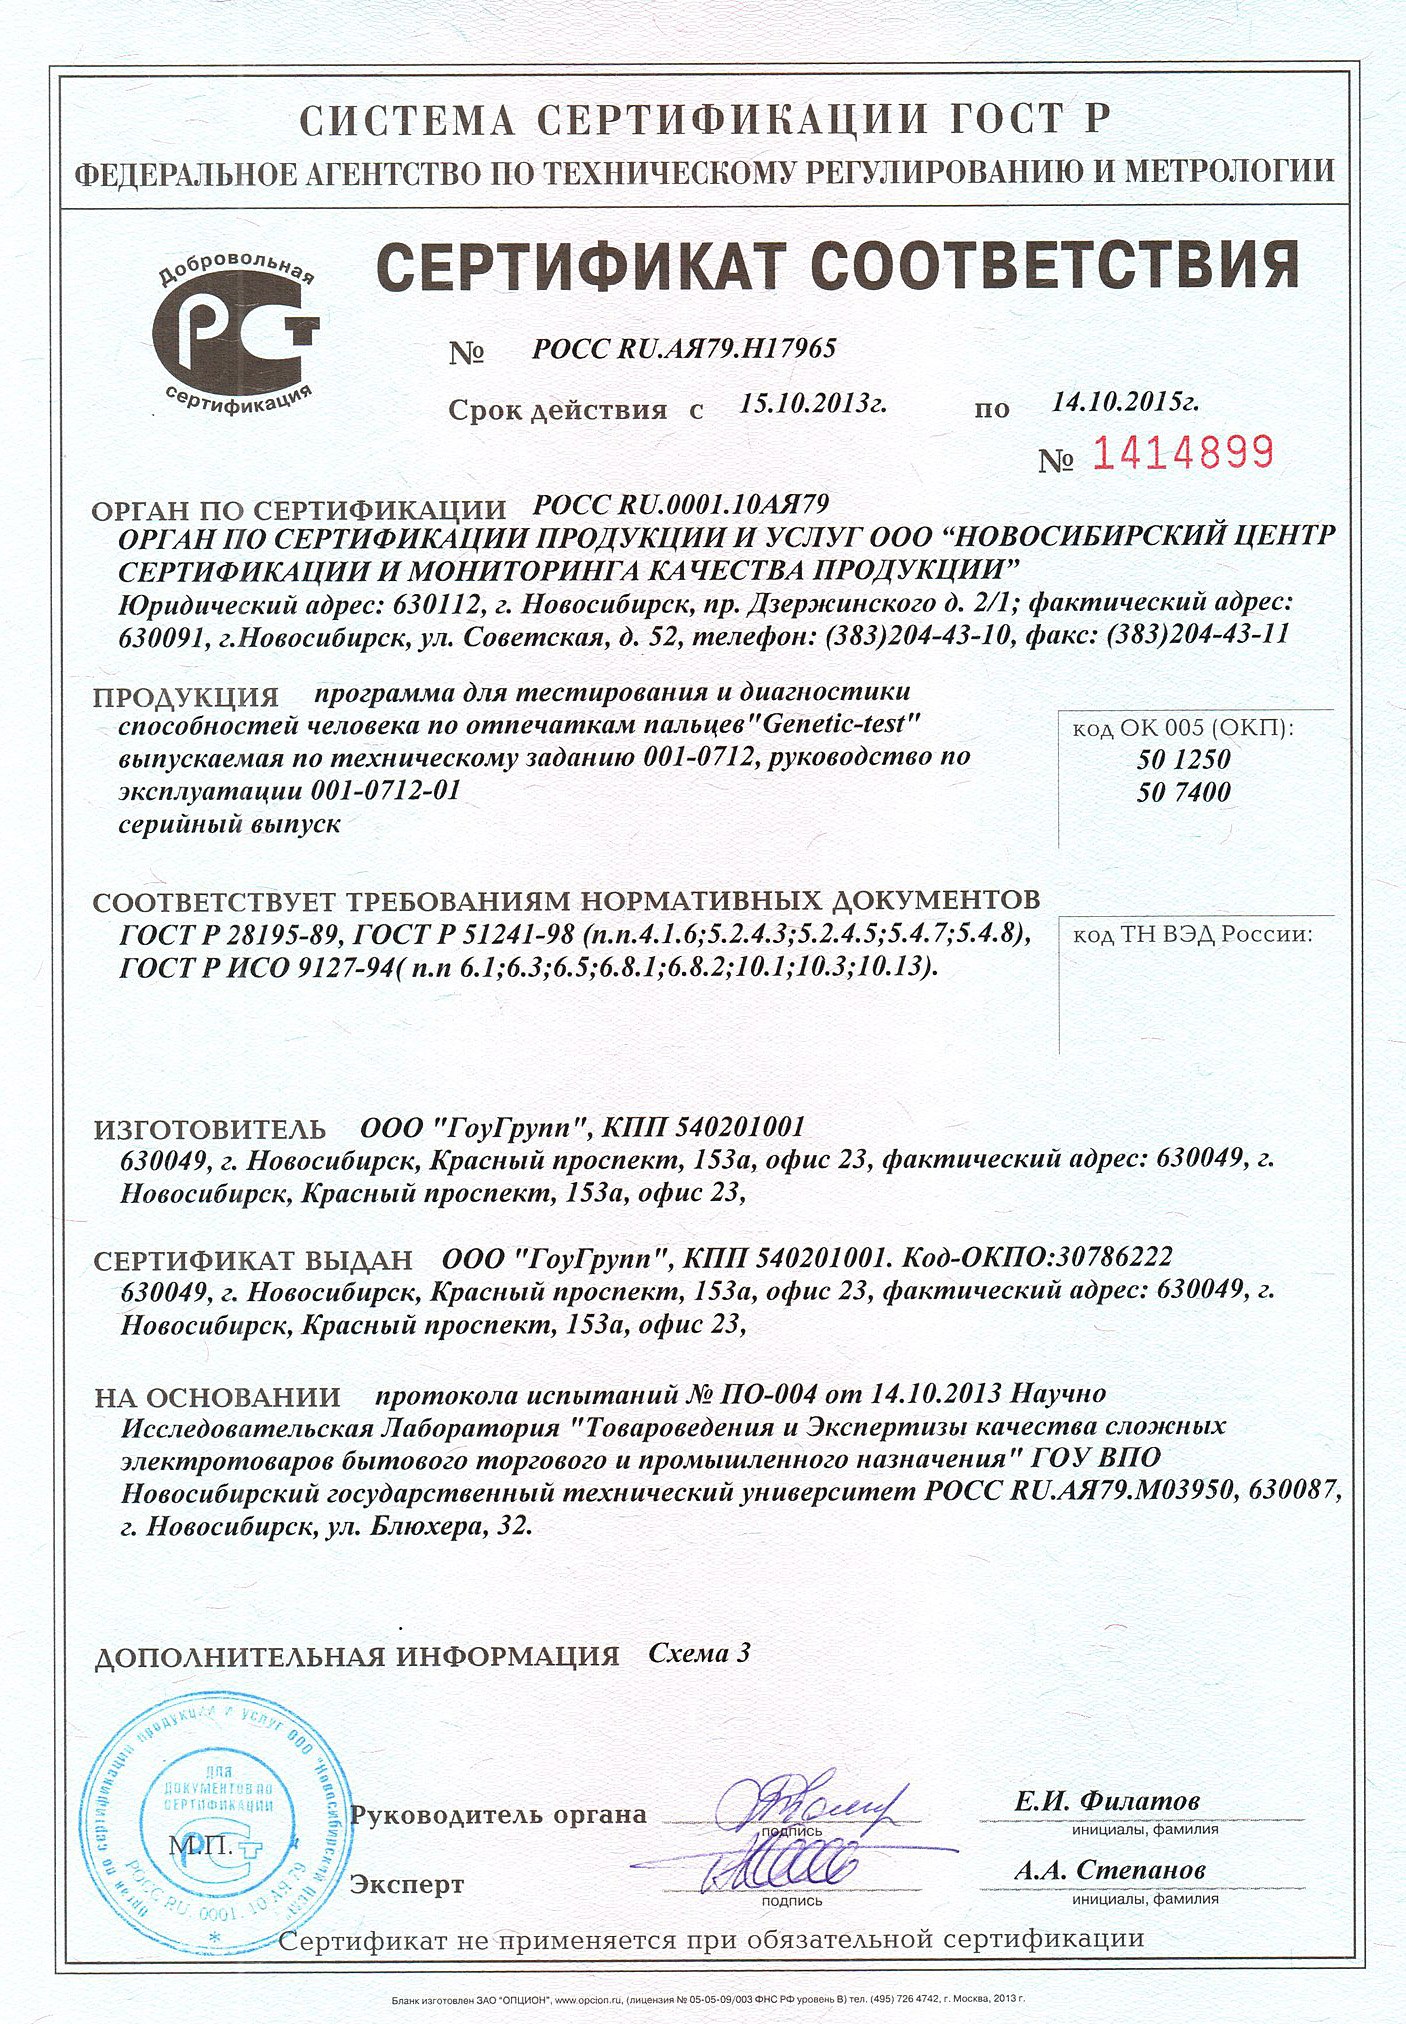 СИСТЕМА СЕРТИФИКАЦИИ ГОСТ Р
ФЕДЕРАЛЬНОЕ АГЕНТСТВО ПО ТЕХНИЧЕСКОМУ РЕГУЛИРОВАНИЮ И МЕТРОЛОГИИ
Добровольная
сертификация
СЕРТИФИКАТ СООТВЕТСТВИЯ
№ РОСС RU.АЯ79.Н17965
Срок действия с 15.10.2013г. по 14.10.2015г.
№ 1414899
ОРГАН ПО СЕРТИФИКАЦИИ РОСС RU.0001.10АЯ79
ОРГАН ПО СЕРТИФИКАЦИИ ПРОДУКЦИИ И УСЛУГ ООО “НОВОСИБИРСКИЙ ЦЕНТР
СЕРТИФИКАЦИИ И МОНИТОРИНГА КАЧЕСТВА ПРОДУКЦИИ”
Юридический адрес: 630112, г. Новосибирск, пр. Дзержинского д. 2/1; фактический адрес:
630091, г.Новосибирск, ул. Советская, д. 52, телефон: (383)204-43-10, факс: (383)204-43-11
ПРОДУКЦИЯ программа для тестирования и диагностики
способностей человека по отпечаткам пальцев"Genetic-test"
выпускаемая по техническому заданию 001-0712, руководство по
эксплуатации 001-0712-01
серийный выпуск
код ОК 005 (ОКП):
50 1250
50 7400
СООТВЕТСТВУЕТ ТРЕБОВАНИЯМ НОРМАТИВНЫХ ДОКУМЕНТОВ
ГОСТ Р 28195-89, ГОСТ Р 51241-98 (п.п.4.1.6;5.2.4.3;5.2.4.5;5.4.7;5.4.8),
ГОСТ Р ИСО 9127-94( п.п 6.1;6.3;6.5;6.8.1;6.8.2;10.1;10.3;10.13).
код ТН ВЭД России:
ИЗГОТОВИТЕЛЬ ООО "ГоуГрупп", КПП 540201001
630049, г. Новосибирск, Красный проспект, 153а, офис 23, фактический адрес: 630049, г.
Новосибирск, Красный проспект, 153а, офис 23,
СЕРТИФИКАТ ВЫДАН ООО "ГоуГрупп", КПП 540201001. Код-ОКПО:30786222
630049, г. Новосибирск, Красный проспект, 153а, офис 23, фактический адрес: 630049, г.
Новосибирск, Красный проспект, 153а, офис 23,
НА ОСНОВАНИИ протокола испытаний № ПО-004 от 14.10.2013 Научно
Исследовательская Лаборатория "Товароведения и Экспертизы качества сложных
электротоваров бытового торгового и промышленного назначения" ГОУ ВПО
Новосибирский государственный технический университет РОСС RU.АЯ79.М03950, 630087,
г. Новосибирск, ул. Блюхера, 32.
ДОПОЛНИТЕЛЬНАЯ ИНФОРМАЦИЯ Схема 3
Орган по сертификации продукции и услуг ООО "Новосибирский
для
ДОКУМЕНТОВ ПО
СЕРТИФИКАЦИИ
РОСС RU. 0001. 10 АЯ 79
М.П.
Руководитель органа
подпись
Е.И. Филатов
инициалы, фамилия
Эксперт
подпись
А.А. Степанов
инициалы, фамилия
Сертификат не применяется при обязательной сертификации
Бланк изготовлен ЗАО "ОПЦИОН", www.opcion.ru, (лицензия № 05-05-09/003 ФНС РФ уровень В) тел. (495) 726 4742, г. Москва, 2013 г.